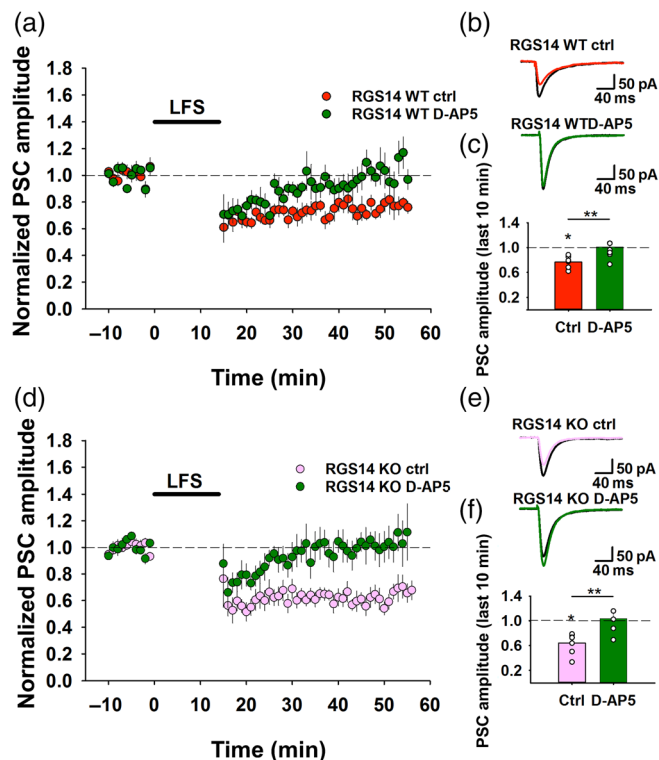 (a)
Normalized PSC amplitude
1.8
1.6
1.4
1.2
1.0
0.8
0.6
0.4
0.2
0.0
LFS
RGS14 WT ctrl
RGS14 WT D-AP5
–10 0 10 20 30 40 50 60
Time (min)
(b)
RGS14 WT ctrl
50 pA
40 ms
RGS14 WTD-AP5
50 pA
40 ms
(c)
PSC amplitude (last 10 min)
1.4
1.0
0.6
1.2
*
**
Ctrl D-AP5
(d)
Normalized PSC amplitude
1.8
1.6
1.4
1.2
1.0
0.8
0.6
0.4
0.2
0.0
LFS
RGS14 KO ctrl
RGS14 KO D-AP5
–10 0 10 20 30 40 50 60
Time (min)
(e)
RGS14 KO ctrl
50 pA
40 ms
RGS14 KO D-AP5
50 pA
40 ms
(f)
PSC amplitude (last 10 min)
1.4
1.0
0.6
1.2
*
**
Ctrl D-AP5